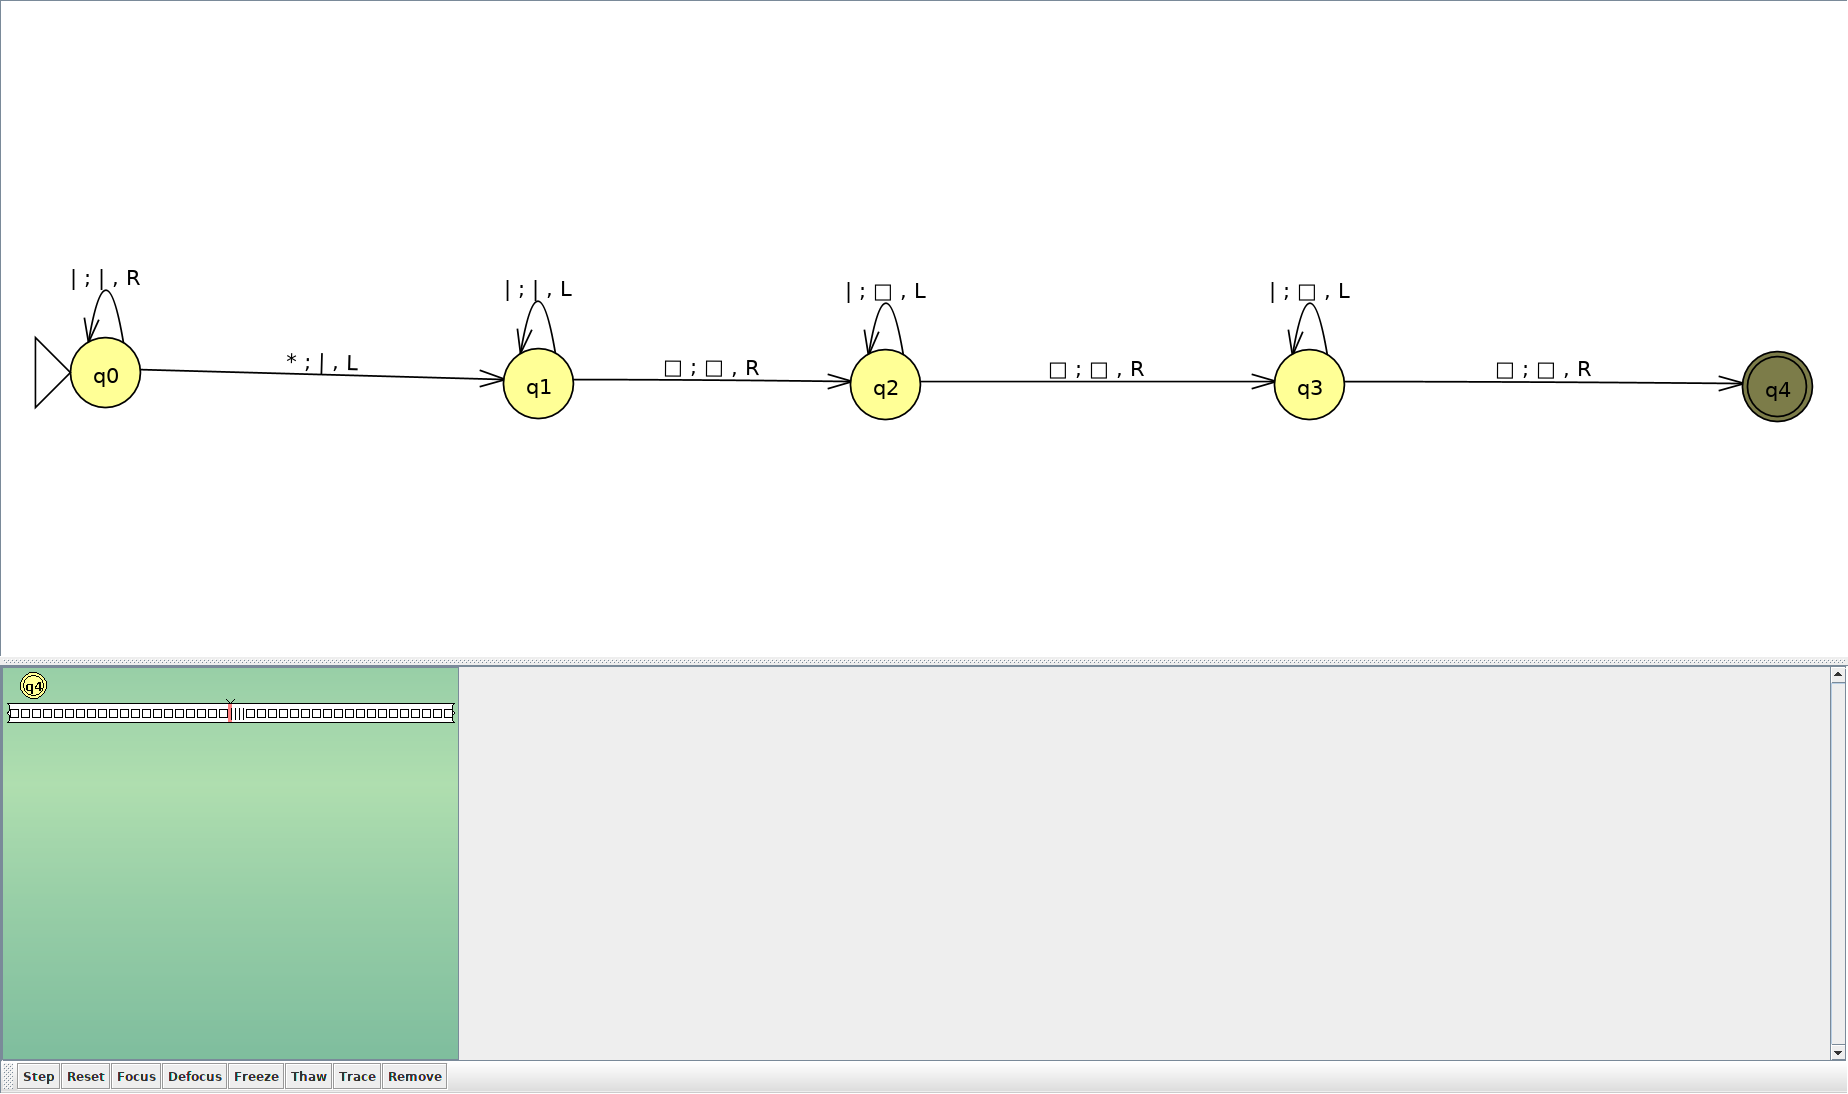 | ; | , R
| ; | , L
| ; □ , L
| ; □ , L
* ; | , L
□ ; □ , R
□ ; □ , R
□ ; □ , R
q0
q1
q2
q3
q4
q4
□□□□□□□□□□□□□□□□□□□□||||□□□□□□□□□□□□□□□□□□□
Step Reset Focus Defocus Freeze Thaw Trace Remove